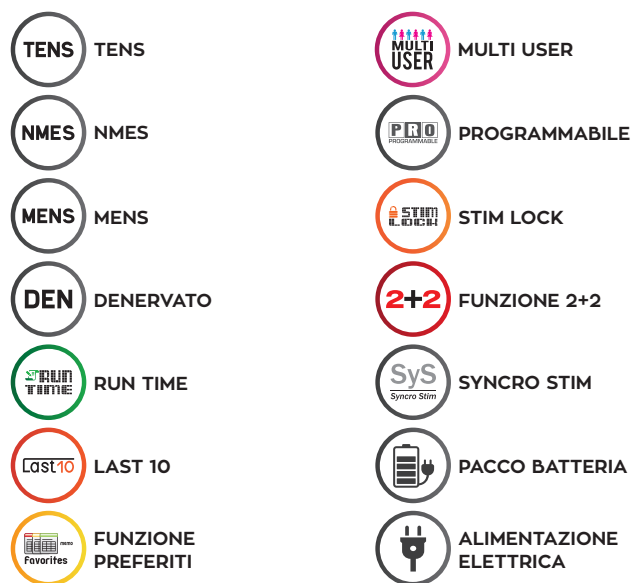 TENS TENS
NMES NMES
MENS MENS
DEN DENERVATO
RUN
TIME
RUN TIME
Last10 LAST 10
memo
Favorites
FUNZIONE
PREFERITI
MULTI
USER
MULTI USER
PRO
PROGRAMMABLE
PROGRAMMABILE
STIM
LOCK
STIM LOCK
2+2 FUNZIONE 2+2
SyS
Syncro Stim
SYNCRO STIM
PACCO BATTERIA
ALIMENTAZIONE
ELETTRICA